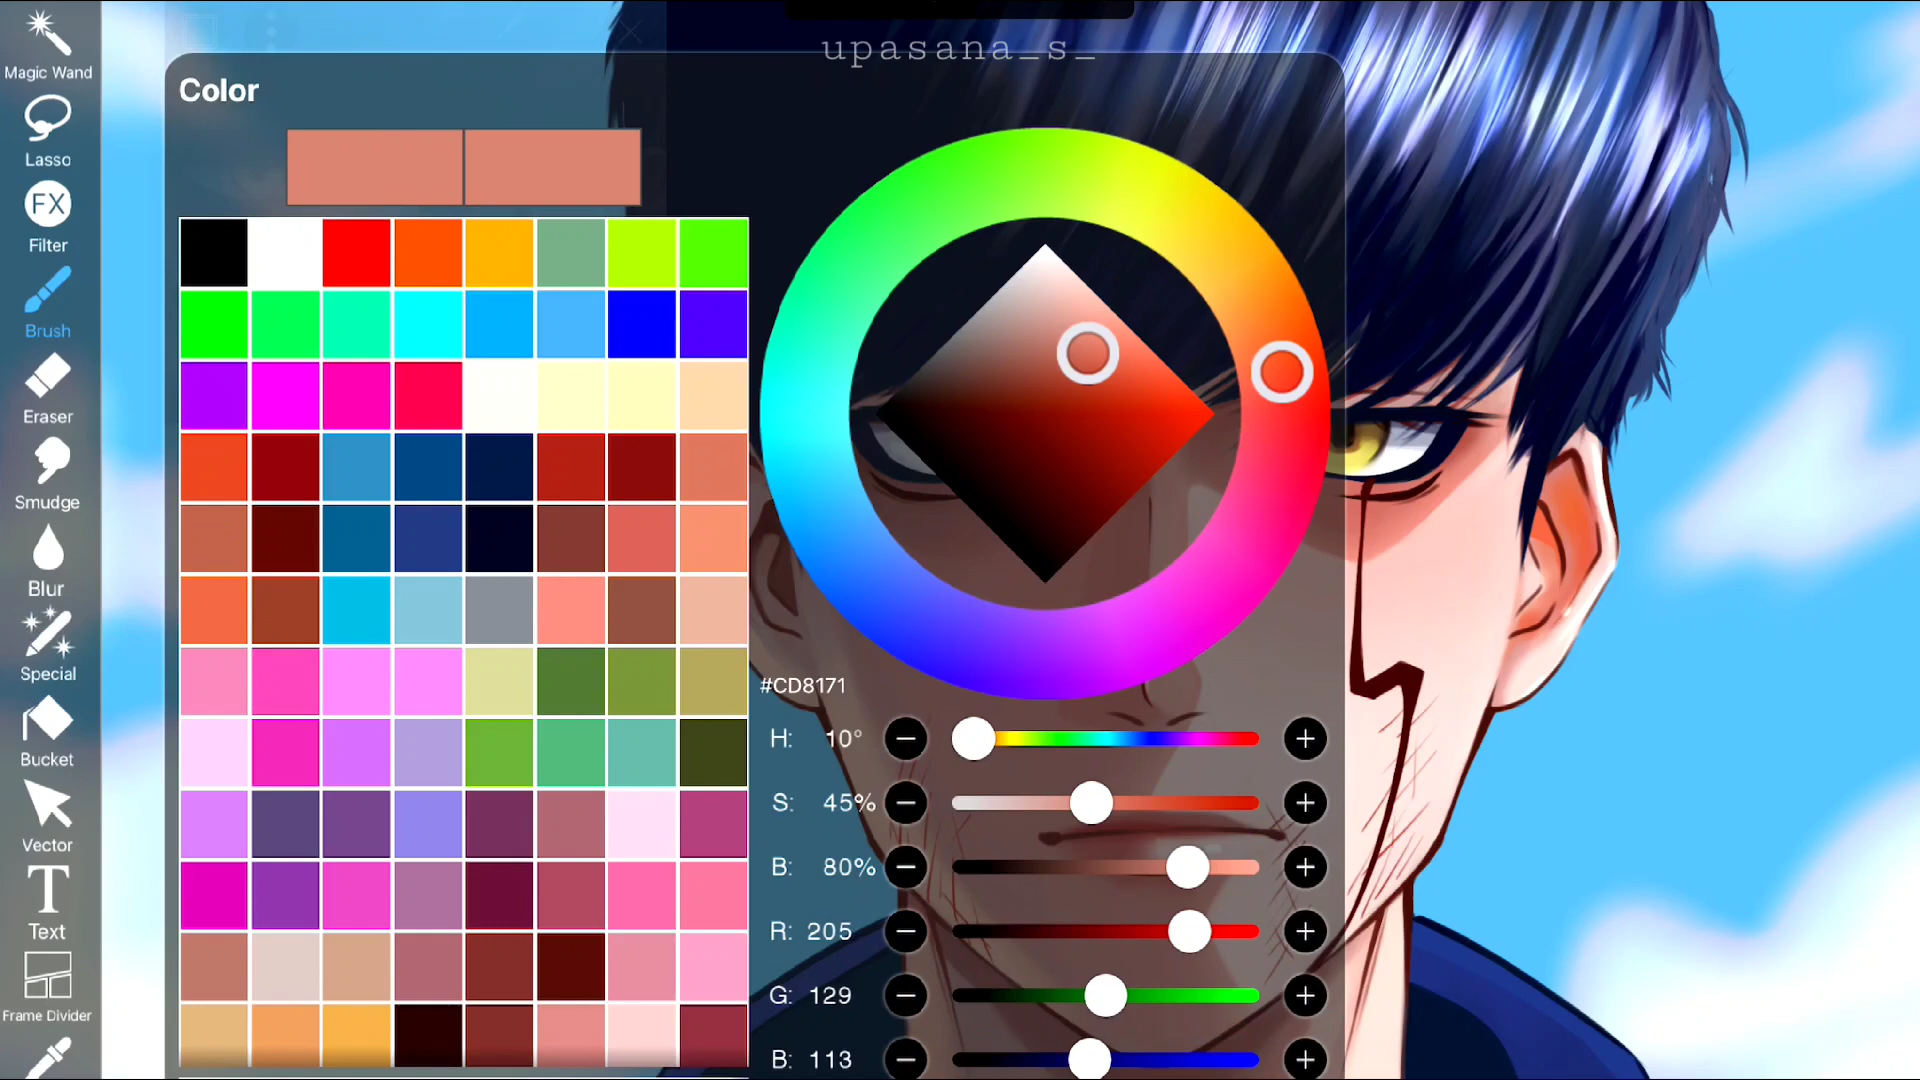 upasana_s_
Magic Wand
Lasso
FX
Filter
Brush
Eraser
Smudge
Blur
Special
Bucket
Vector
T
Text
Frame Divider
Color
#CD8171
H: 10°
S: 45%
B: 80%
R: 205
G: 129
B: 113